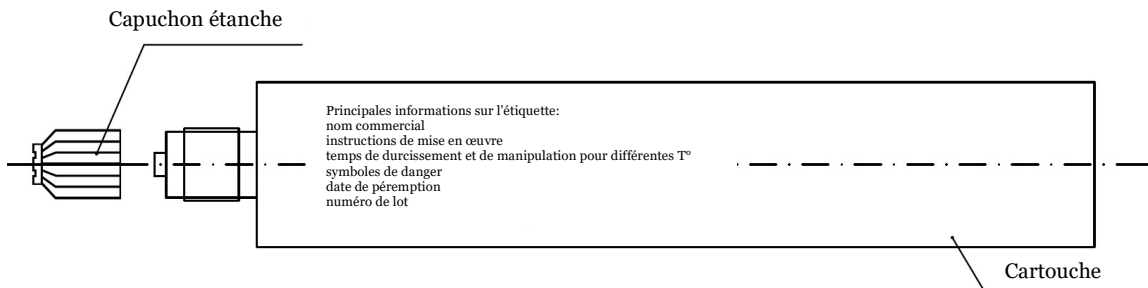 Capuchon étanche
Principales informations sur l'étiquette:
nom commercial
instructions de mise en œuvre
temps de durcissement et de manipulation pour différentes T°
symboles de danger
date de péremption
numéro de lot
Cartouche